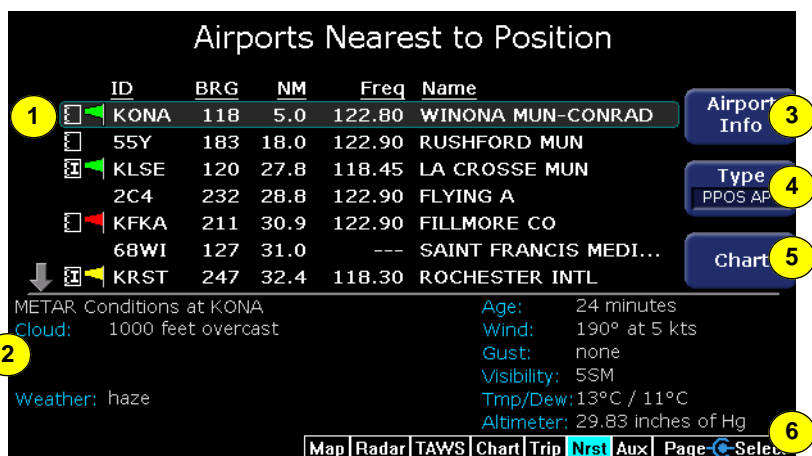 Airports Nearest to Position
ID BRG NM Freq Name
1 KONA 118 5.0 122.80 WINONA MUN-CONRAD
Airport Info 3
55Y 183 18.0 122.90 RUSHFORD MUN
I KLSE 120 27.8 118.45 LA CROSSE MUN
Type 4
2C4 232 28.8 122.90 FLYING A
PPOS AP
KFKA 211 30.9 122.90 FILLMORE CO
68WI 127 31.0 --- SAINT FRANCIS MEDI...
Chart 5
I KRST 247 32.4 118.30 ROCHESTER INTL
METAR Conditions at KONA
Cloud: 1000 feet overcast
2
Weather: haze
Age: 24 minutes
Wind: 190° at 5 kts
Gust: none
Visibility: 5SM
Tmp/Dew: 13°C / 11°C
Altimeter: 29.83 inches of Hg
6
Map Radar TAWS Chart Trip Nrst Aux Page Select